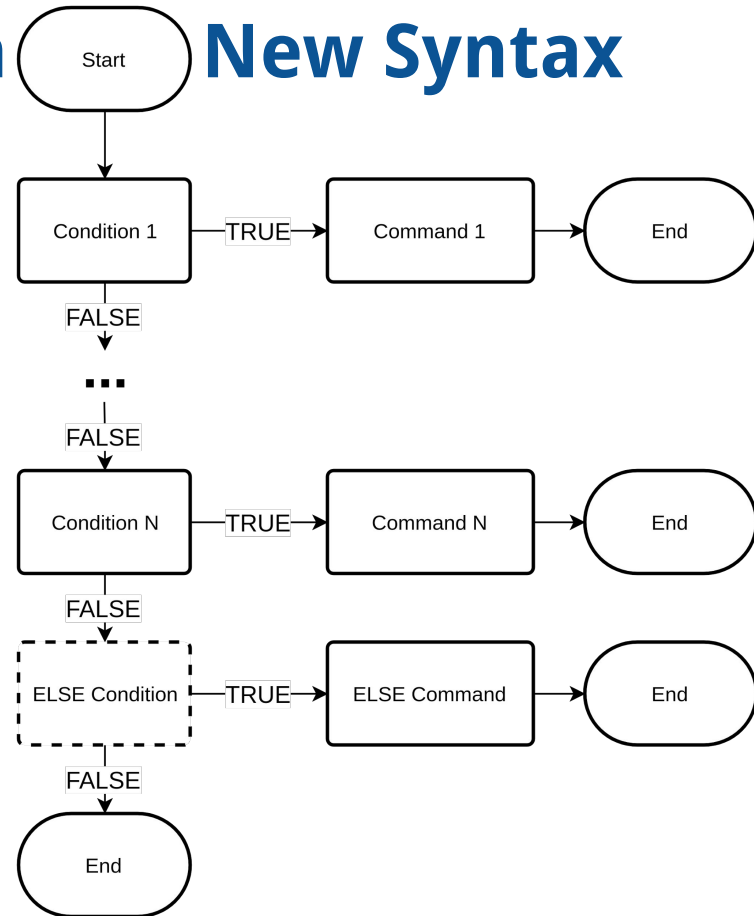 Start
New Syntax
Condition 1
TRUE
Command 1
End
FALSE
...
FALSE
Condition N
TRUE
Command N
End
FALSE
ELSE Condition
TRUE
ELSE Command
End
FALSE
End